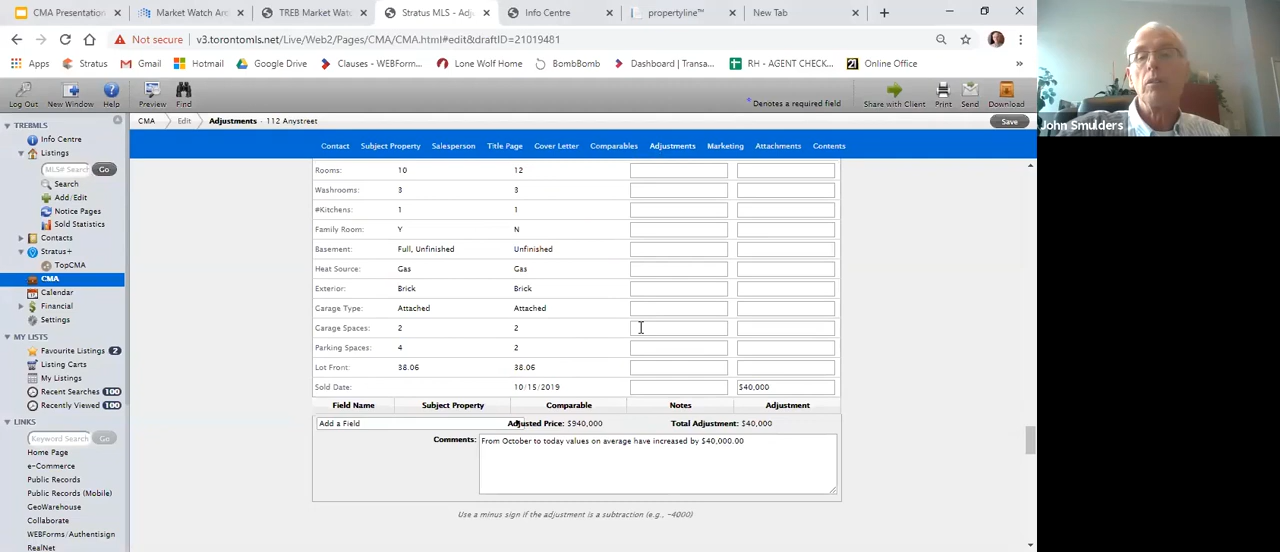 CMA Presentation
Market Watch Arc
TREB Market Watc
Stratus MLS - Adj
Info Centre
propertyline™
New Tab
Not secure
v3.torontomls.net/Live/Web2/Pages/CMA/CMA.html#edit&draftID=21019481
Apps
Stratus
Gmail
Hotmail
Google Drive
Clauses - WEBForm...
Lone Wolf Home
BombBomb
Dashboard | Transa...
RH - AGENT CHECK...
Online Office
»
Log Out
New Window
Help
Preview
Find
* Denotes a required field
Share with Client
Print
Send
Download
John Smulders
TREBMLS
CMA
Edit
Adjustments - 112 Anystreet
Save
Info Centre
Listings
MLS# Search
Go
Search
Add/Edit
Notice Pages
Sold Statistics
Contacts
Stratus+
TopCMA
CMA
Calendar
Financial
Settings
MY LISTS
Favourite Listings 2
Listing Carts
My Listings
Recent Searches 100
Recently Viewed 100
LINKS
Keyword Search
Go
Home Page
e-Commerce
Public Records
Public Records (Mobile)
GeoWarehouse
Collaborate
WEBForms/Authentisign
RealNet
Contact Subject Property Salesperson Title Page Cover Letter Comparables Adjustments Marketing Attachments Contents
Rooms: 10 12
Washrooms: 3 3
#Kitchens: 1 1
Family Room: Y N
Basement: Full, Unfinished Unfinished
Heat Source: Gas Gas
Exterior: Brick Brick
Garage Type: Attached Attached
Garage Spaces: 2 2
Parking Spaces: 4 2
Lot Front: 38.06 38.06
Sold Date: 10/15/2019 $40,000
Field Name Subject Property Comparable Notes Adjustment
Add a Field Adjusted Price: $940,000 Total Adjustment: $40,000
Comments: From October to today values on average have increased by $40,000.00
Use a minus sign if the adjustment is a subtraction (e.g., -4000)